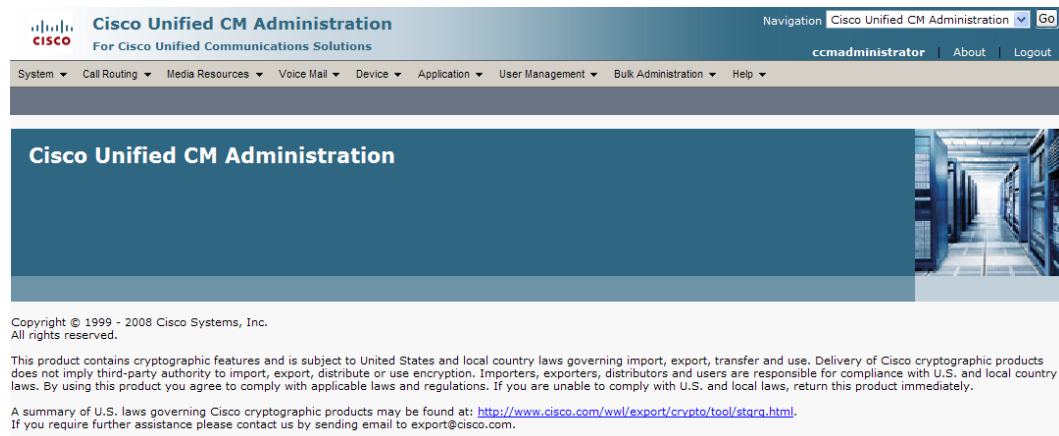 Cisco Unified CM Administration
For Cisco Unified Communications Solutions
CISCO
Navigation Cisco Unified CM Administration Go
ccmadministrator | About | Logout
System Call Routing Media Resources Voice Mail Device Application User Management Bulk Administration Help
Cisco Unified CM Administration
Copyright © 1999 - 2008 Cisco Systems, Inc.
All rights reserved.
This product contains cryptographic features and is subject to United States and local country laws governing import, export, transfer and use. Delivery of Cisco cryptographic products
does not imply third-party authority to import, export, distribute or use encryption. Importers, exporters, distributors and users are responsible for compliance with U.S. and local country
laws. By using this product you agree to comply with applicable laws and regulations. If you are unable to comply with U.S. and local laws, return this product immediately.
A summary of U.S. laws governing Cisco cryptographic products may be found at: http://www.cisco.com/wwl/export/crypto/tool/stqrg.html.
If you require further assistance please contact us by sending email to export@cisco.com.